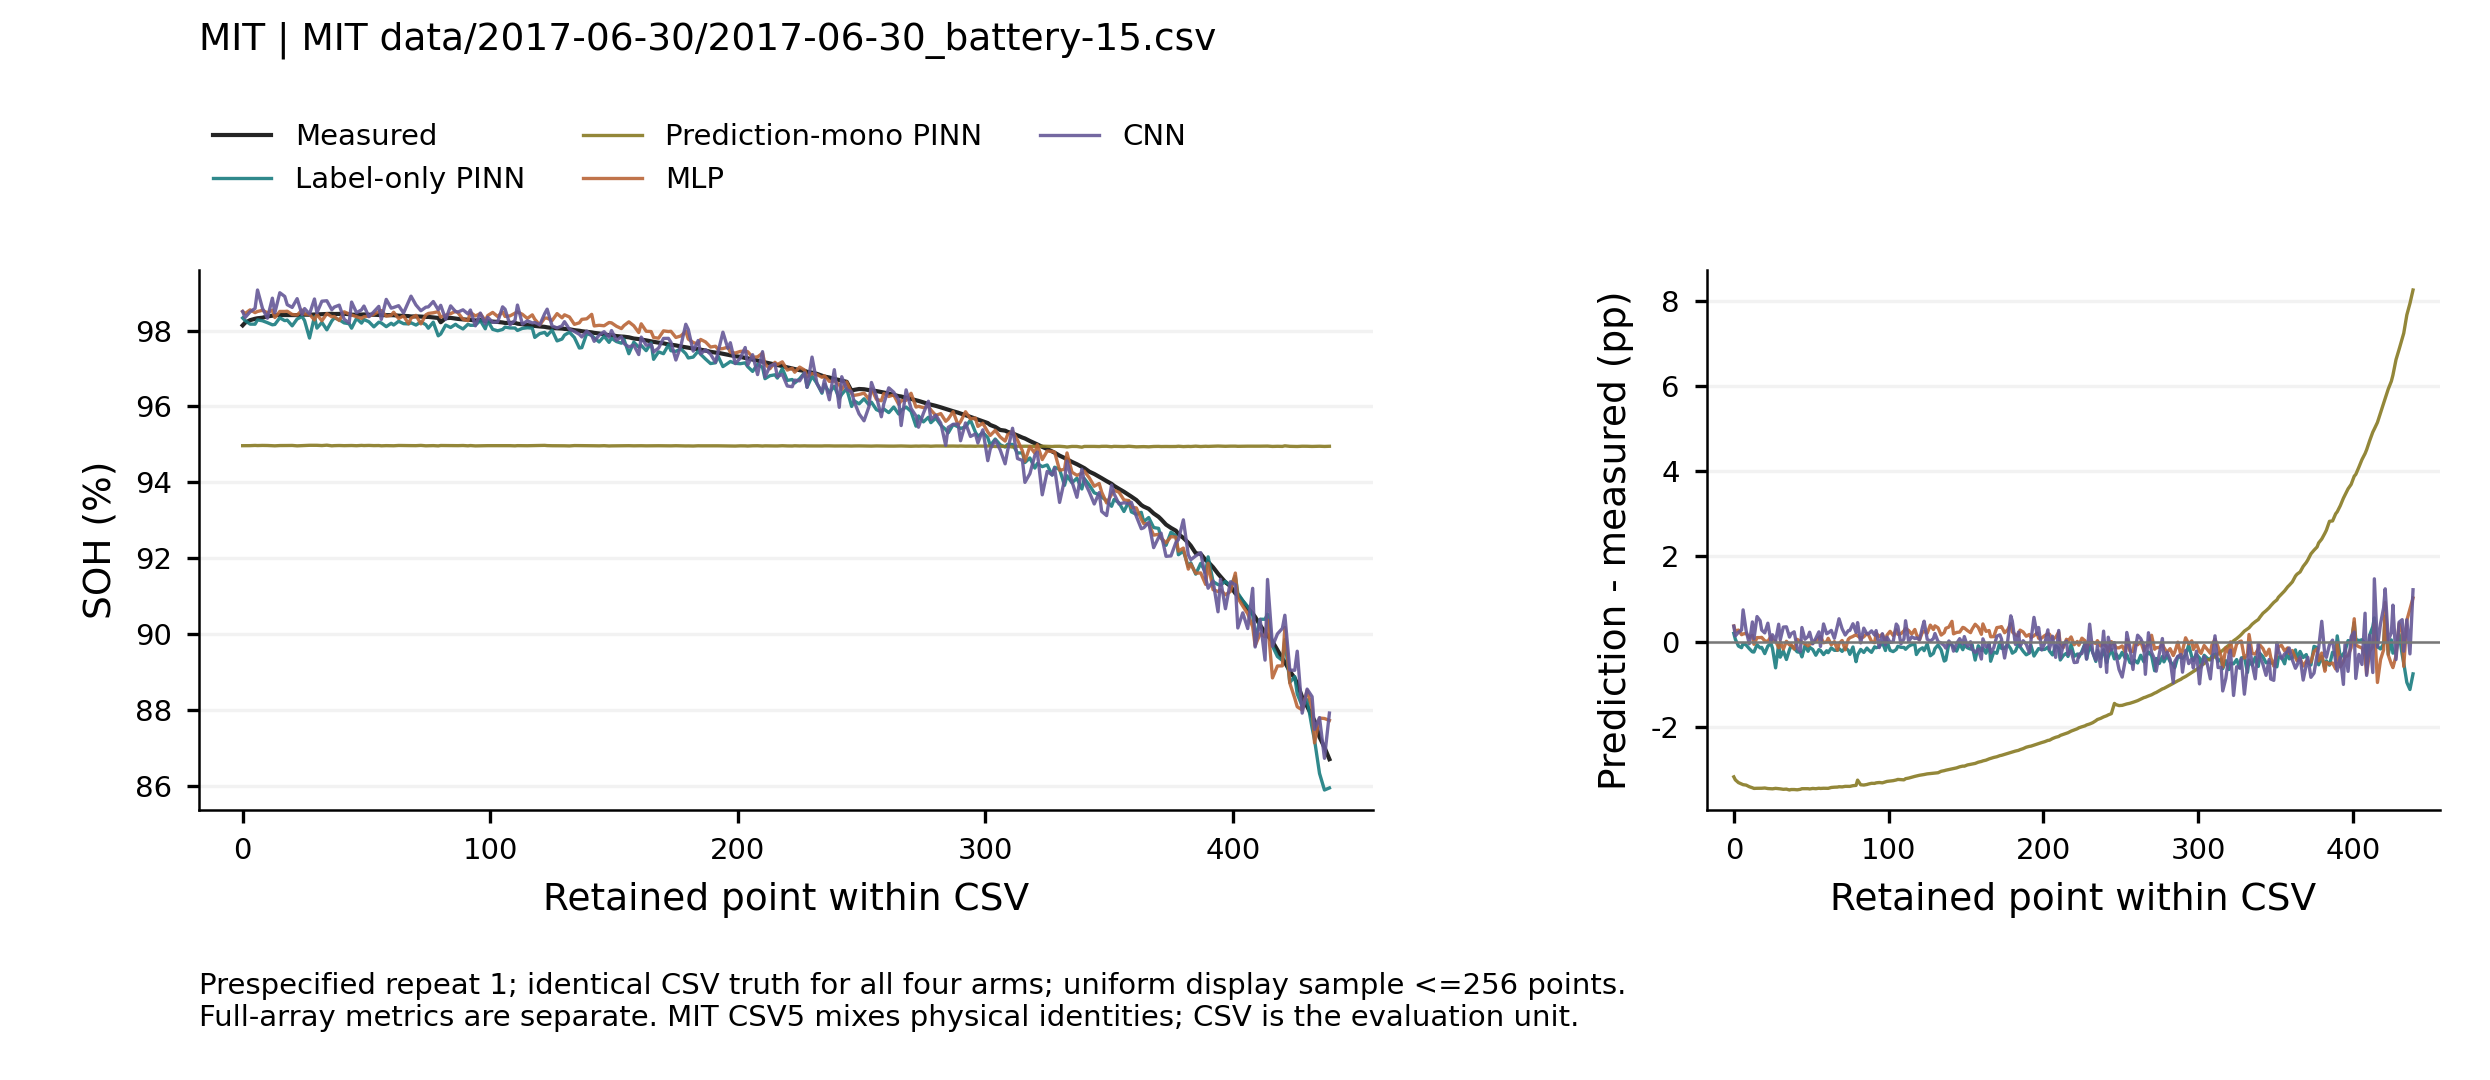 MIT | MIT data/2017-06-30/2017-06-30_battery-15.csv
Measured
Prediction-mono PINN
CNN
Label-only PINN
MLP
SOH (%)
98
96
94
92
90
88
86
0
100
200
300
400
Retained point within CSV
Prediction - measured (pp)
8
6
4
2
0
-2
0
100
200
300
400
Retained point within CSV
Prespecified repeat 1; identical CSV truth for all four arms; uniform display sample <=256 points.
Full-array metrics are separate. MIT CSV5 mixes physical identities; CSV is the evaluation unit.